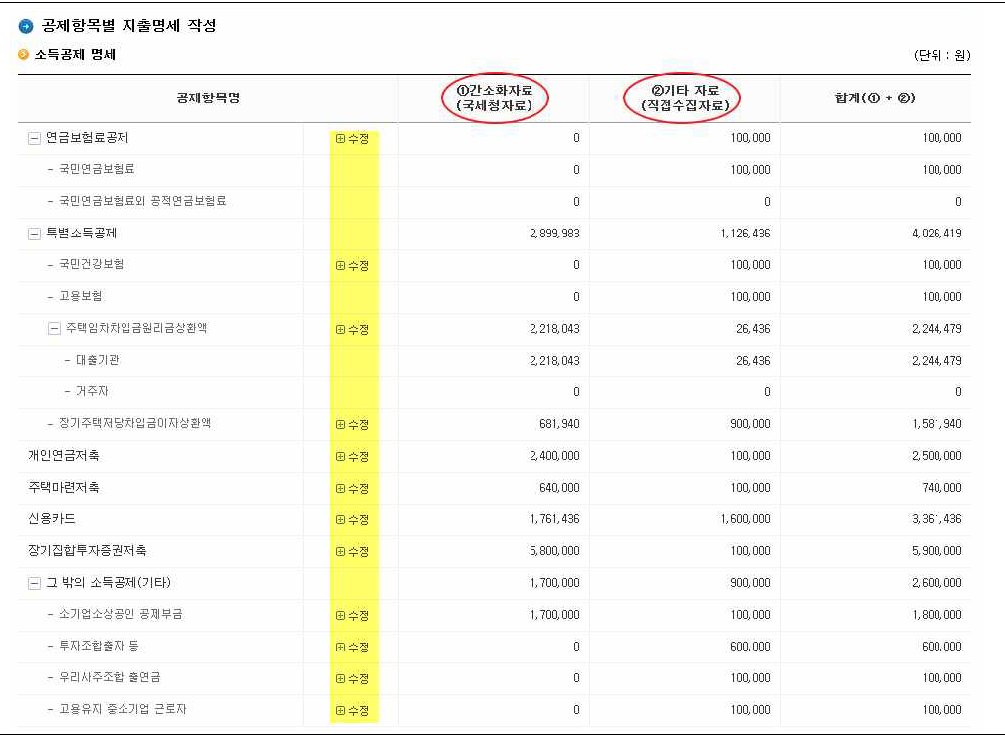 공제항목별 지출명세 작성
소득공제 명세 (단위 : 원)
공제항목명 ①간소화자료 (국세청자료) ②기타 자료 (직접수집자료) 합계(① + ②)
연금보험료공제 수정 0 100,000 100,000
- 국민연금보험료 0 100,000 100,000
- 국민연금보험료외 공적연금보험료 0 0 0
특별소득공제 2,899,983 1,126,436 4,026,419
- 국민건강보험 수정 0 100,000 100,000
- 고용보험 0 100,000 100,000
주택임차차입금원리금상환액 수정 2,218,043 26,436 2,244,479
- 대출기관 2,218,043 26,436 2,244,479
- 거주자 0 0 0
- 장기주택저당차입금이자상환액 수정 681,940 900,000 1,581,940
개인연금저축 수정 2,400,000 100,000 2,500,000
주택마련저축 수정 640,000 100,000 740,000
신용카드 수정 1,761,436 1,600,000 3,361,436
장기집합투자증권저축 수정 5,800,000 100,000 5,900,000
그 밖의 소득공제(기타) 1,700,000 900,000 2,600,000
- 소기업소상공인 공제부금 수정 1,700,000 100,000 1,800,000
- 투자조합출자 등 수정 0 600,000 600,000
- 우리사주조합 출연금 수정 0 100,000 100,000
- 고용유지 중소기업 근로자 수정 0 100,000 100,000